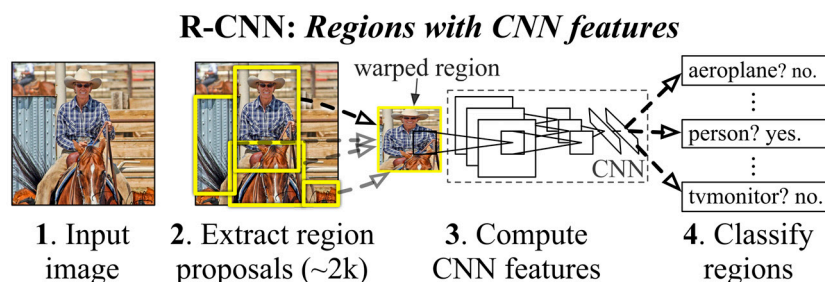 R-CNN: Regions with CNN features
warped region
aeroplane? no.
person? yes.
CNN
tvmonitor? no.
1. Input
image
2. Extract region
proposals (~2k)
3. Compute
CNN features
4. Classify
regions